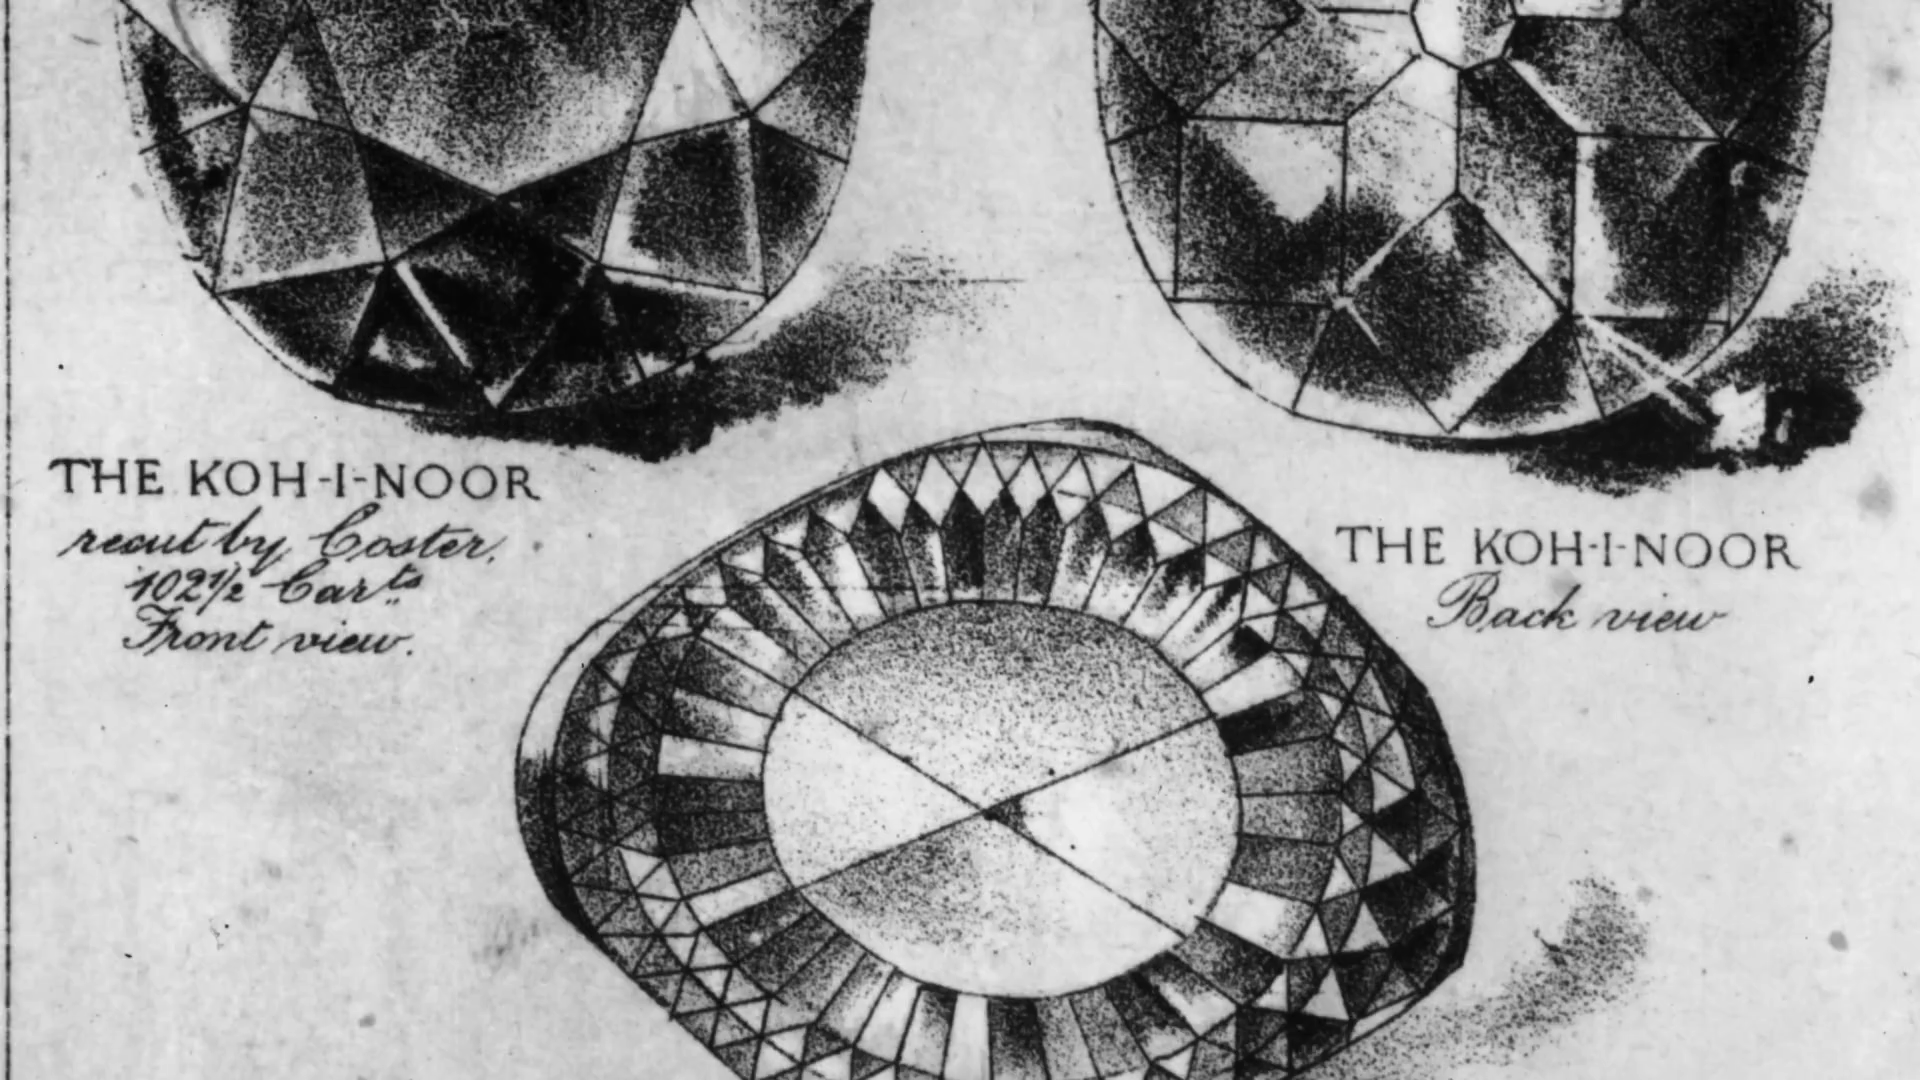 THE KOH-I-NOOR
recut by Coster,
102½ Carts
Front view.
THE KOH-I-NOOR
Back view